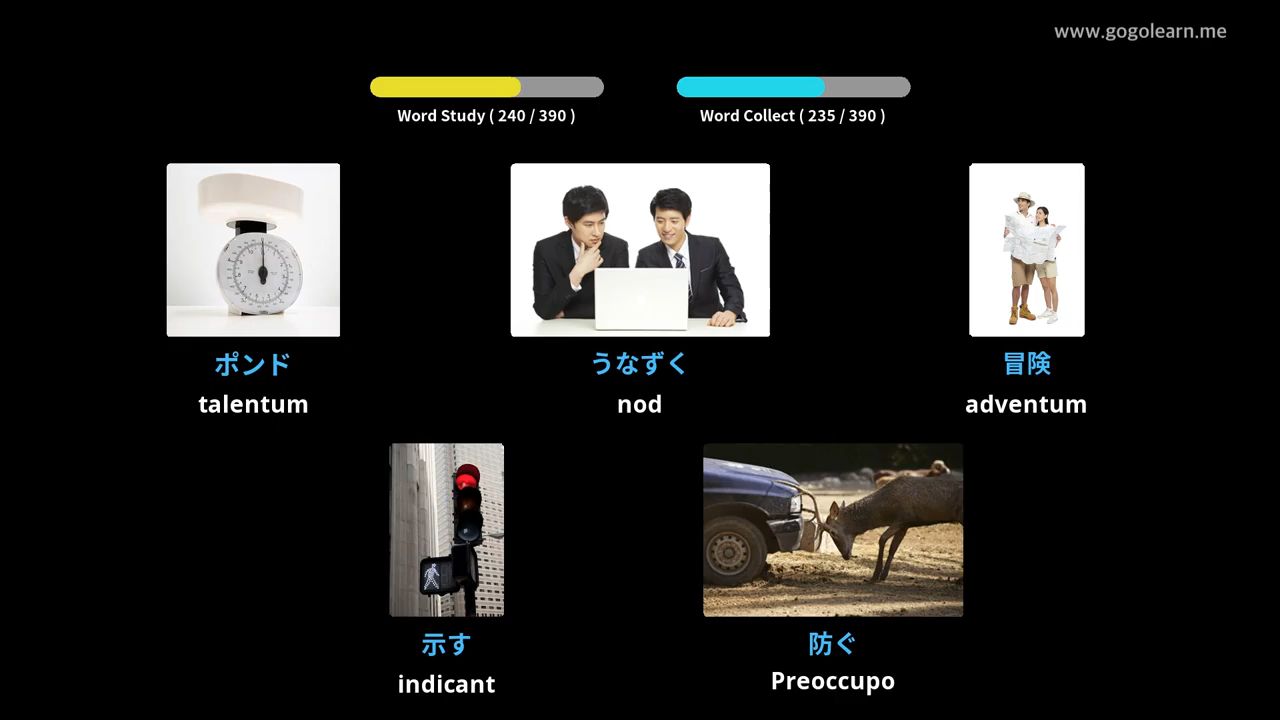 www.gogolearn.me
Word Study ( 240 / 390 )
Word Collect ( 235 / 390 )
ポンド
talentum
うなずく
nod
冒険
adventum
示す
indicant
防ぐ
Preoccupo